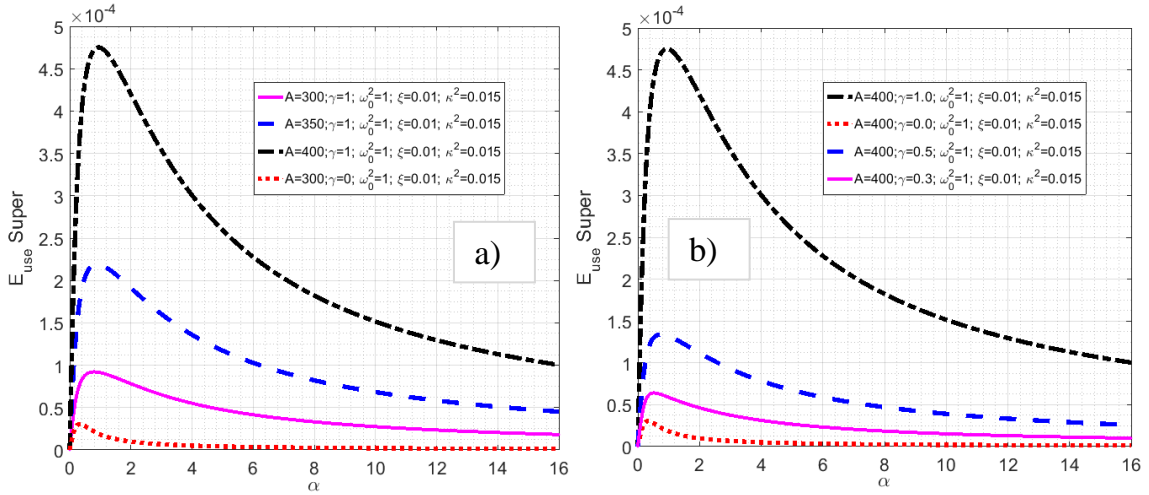 ×10⁻⁴
5
4.5
4
3.5
3
2.5
2
1.5
1
0.5
0
E_use Super
0 2 4 6 8 10 12 14 16
α
A=300;γ=1; ω₀²=1; ξ=0.01; κ²=0.015
A=350;γ=1; ω₀²=1; ξ=0.01; κ²=0.015
A=400;γ=1; ω₀²=1; ξ=0.01; κ²=0.015
A=300;γ=0; ω₀²=1; ξ=0.01; κ²=0.015
a)
×10⁻⁴
5
4.5
4
3.5
3
2.5
2
1.5
1
0.5
0
E_use Super
0 2 4 6 8 10 12 14 16
α
A=400;γ=1.0; ω₀²=1; ξ=0.01; κ²=0.015
A=400;γ=0.0; ω₀²=1; ξ=0.01; κ²=0.015
A=400;γ=0.5; ω₀²=1; ξ=0.01; κ²=0.015
A=400;γ=0.3; ω₀²=1; ξ=0.01; κ²=0.015
b)